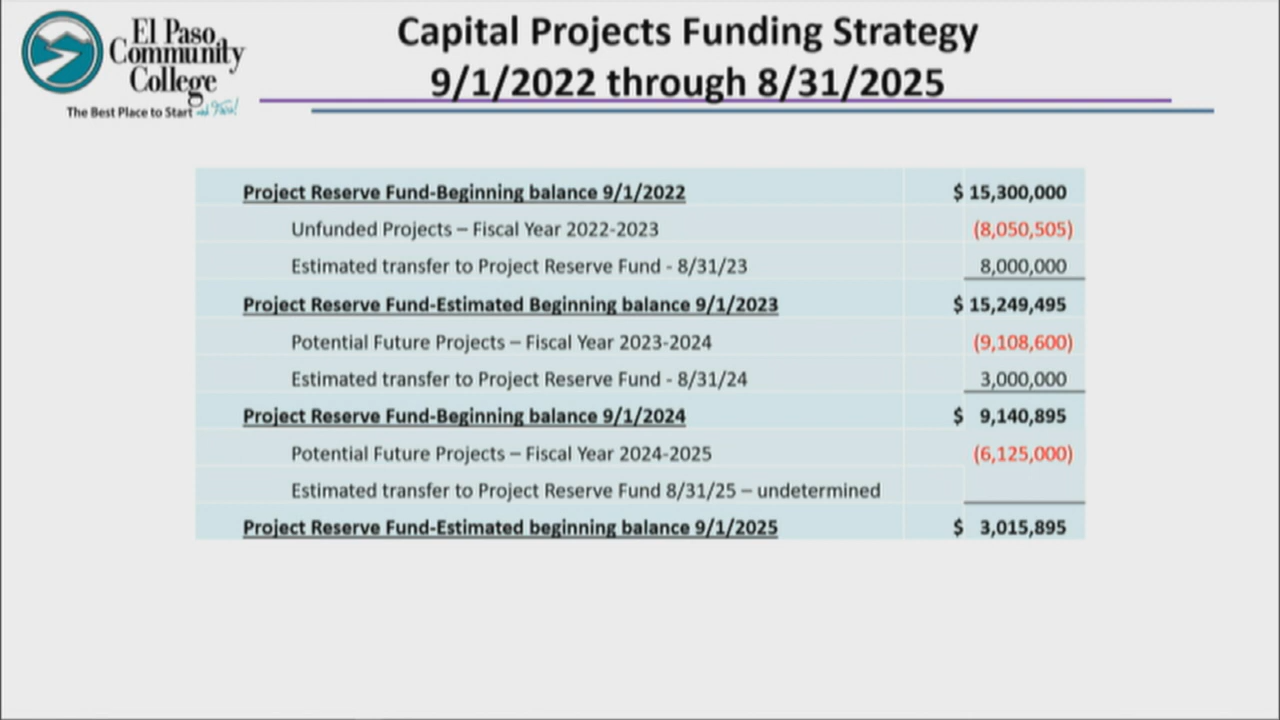 El Paso
Community
College
The Best Place to Start and Finish!
Capital Projects Funding Strategy
9/1/2022 through 8/31/2025
Project Reserve Fund-Beginning balance 9/1/2022 $ 15,300,000
Unfunded Projects – Fiscal Year 2022-2023 (8,050,505)
Estimated transfer to Project Reserve Fund - 8/31/23 8,000,000
Project Reserve Fund-Estimated Beginning balance 9/1/2023 $ 15,249,495
Potential Future Projects – Fiscal Year 2023-2024 (9,108,600)
Estimated transfer to Project Reserve Fund - 8/31/24 3,000,000
Project Reserve Fund-Beginning balance 9/1/2024 $ 9,140,895
Potential Future Projects – Fiscal Year 2024-2025 (6,125,000)
Estimated transfer to Project Reserve Fund 8/31/25 – undetermined
Project Reserve Fund-Estimated beginning balance 9/1/2025 $ 3,015,895